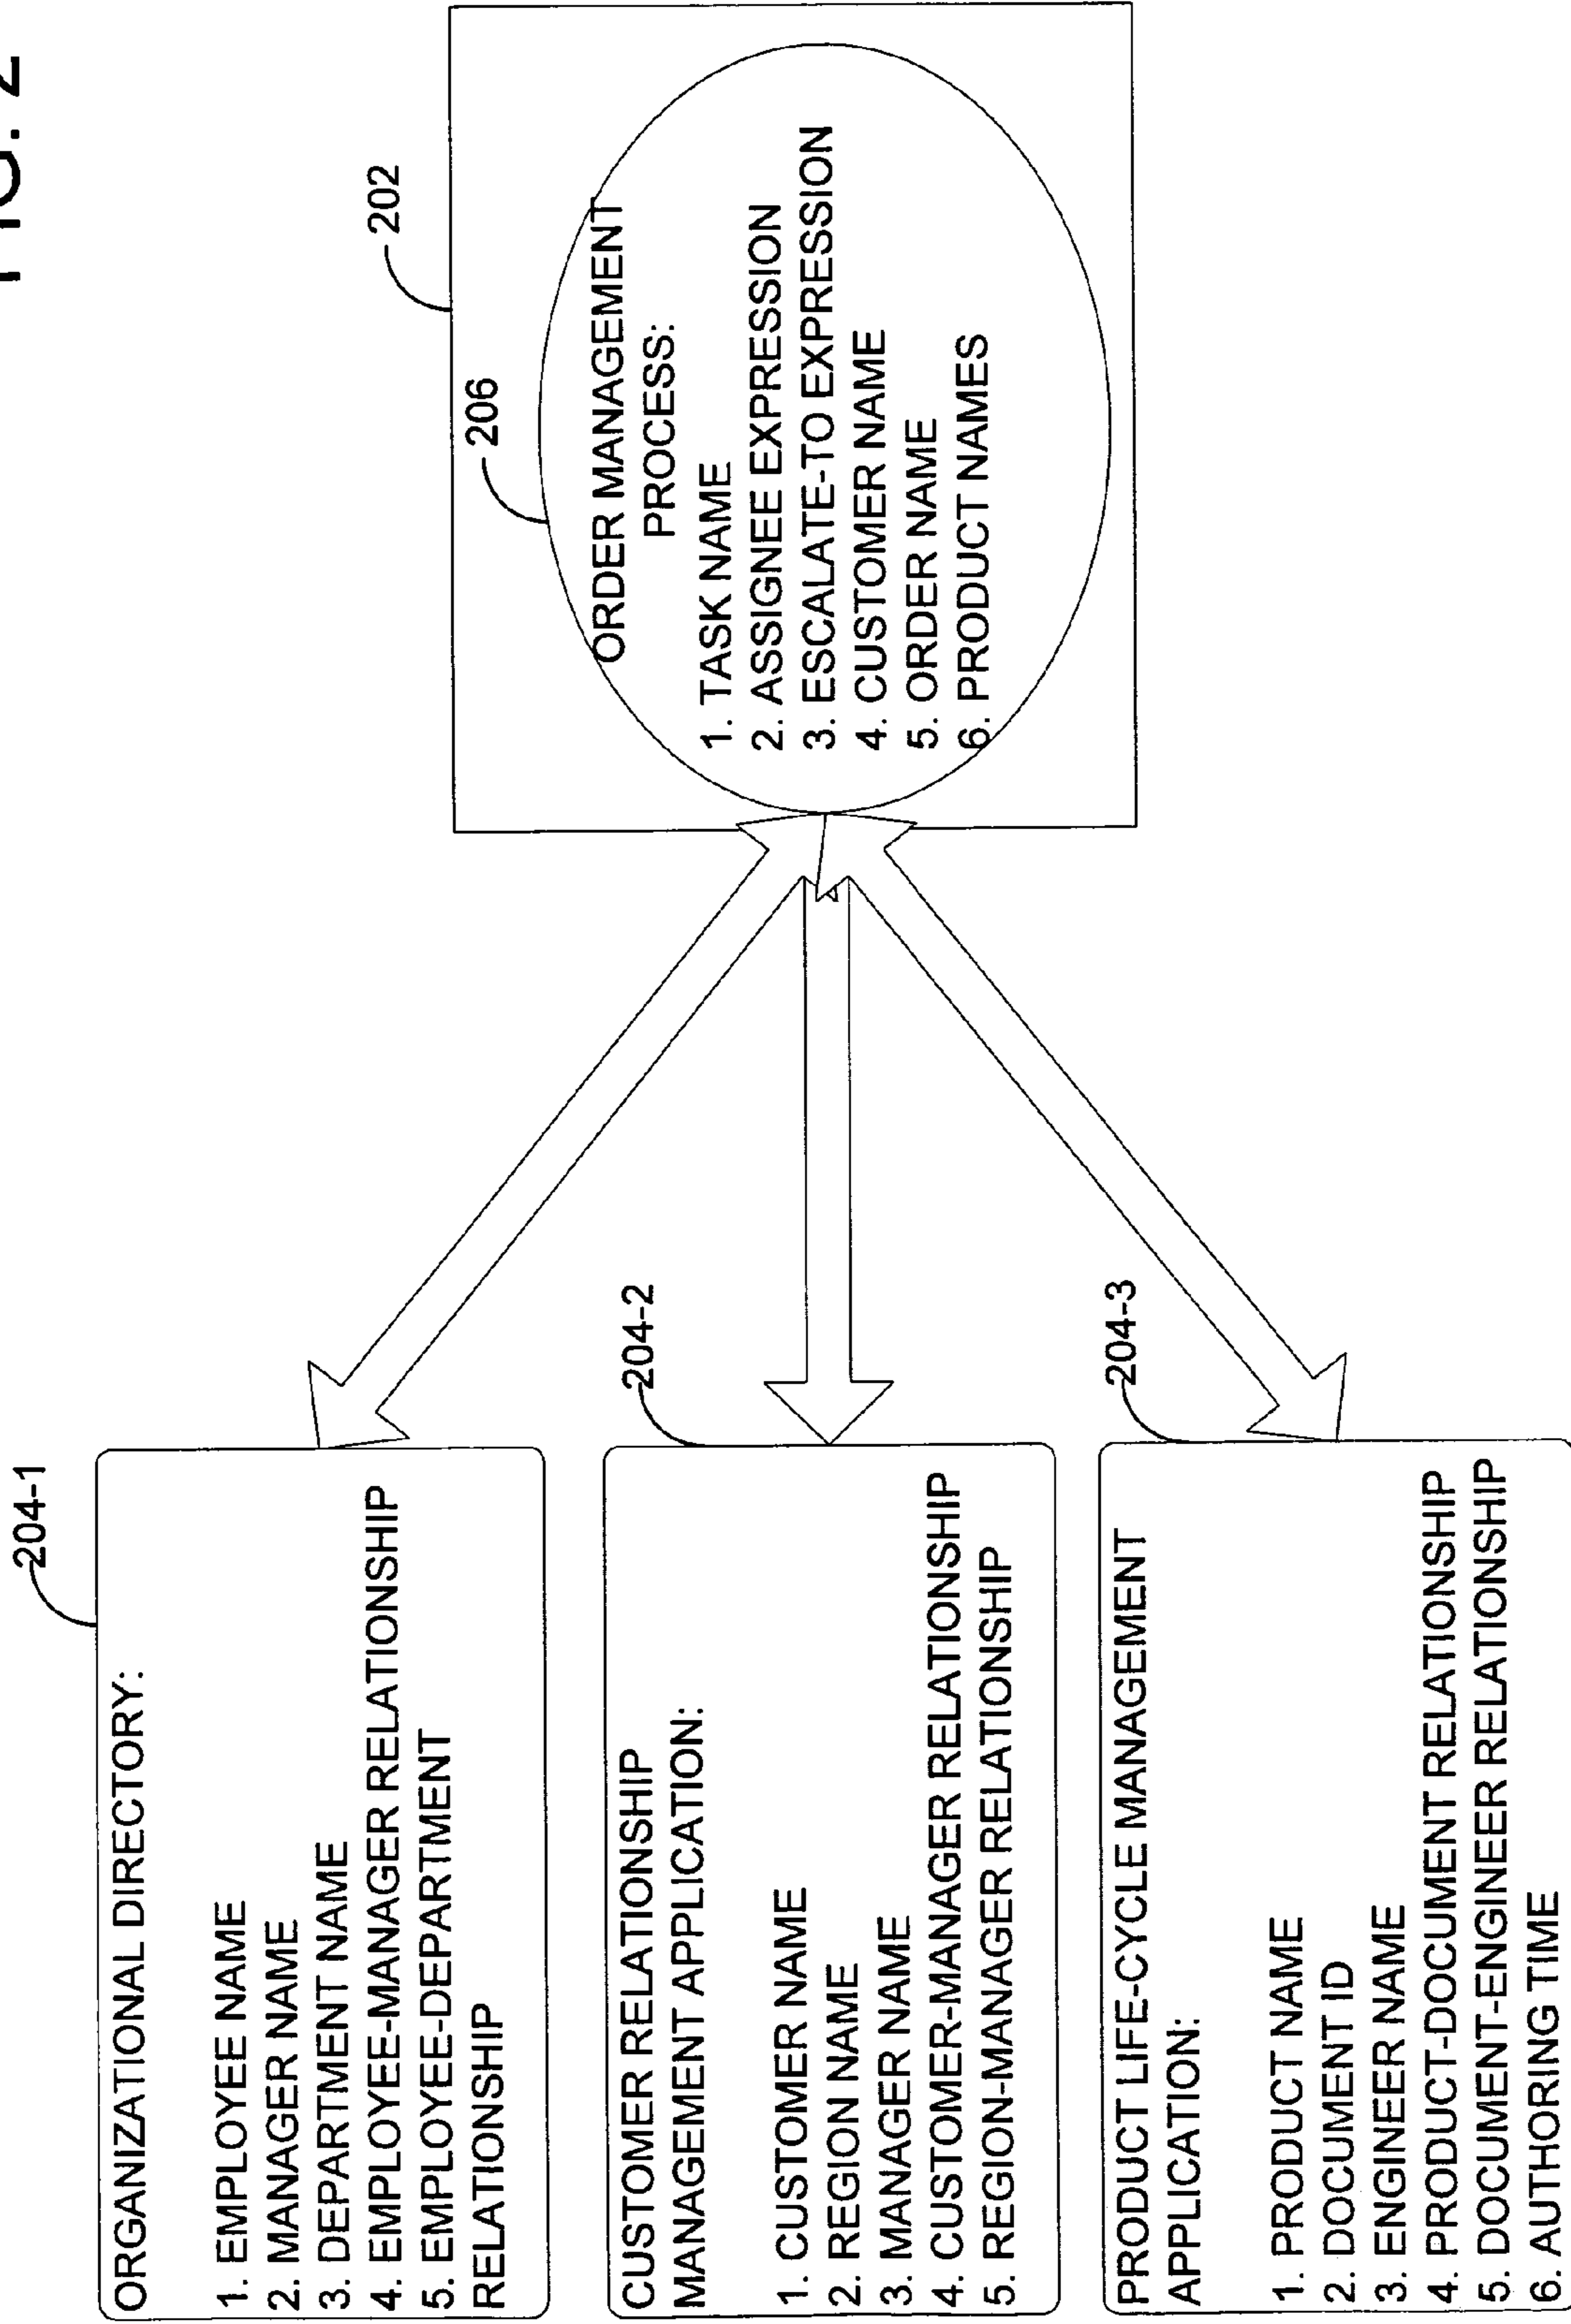 FIG. 2
204-1
ORGANIZATIONAL DIRECTORY:
1. EMPLOYEE NAME
2. MANAGER NAME
3. DEPARTMENT NAME
4. EMPLOYEE-MANAGER RELATIONSHIP
5. EMPLOYEE-DEPARTMENT
RELATIONSHIP
204-2
CUSTOMER RELATIONSHIP
MANAGEMENT APPLICATION:
1. CUSTOMER NAME
2. REGION NAME
3. MANAGER NAME
4. CUSTOMER-MANAGER RELATIONSHIP
5. REGION-MANAGER RELATIONSHIP
204-3
PRODUCT LIFE-CYCLE MANAGEMENT
APPLICATION:
1. PRODUCT NAME
2. DOCUMENT ID
3. ENGINEER NAME
4. PRODUCT-DOCUMENT RELATIONSHIP
5. DOCUMENT-ENGINEER RELATIONSHIP
6. AUTHORING TIME
202
206
ORDER MANAGEMENT
PROCESS:
1. TASK NAME
2. ASSIGNEE EXPRESSION
3. ESCALATE-TO EXPRESSION
4. CUSTOMER NAME
5. ORDER NAME
6. PRODUCT NAMES